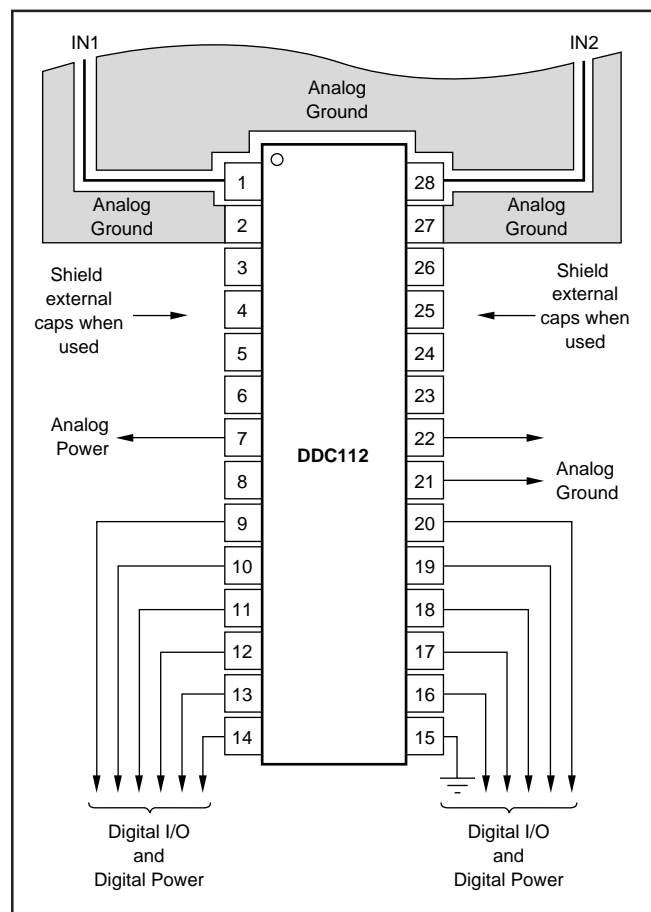 IN1
IN2
Analog
Ground
Analog
Ground
Analog
Ground
Shield
external
caps when
used
Shield
external
caps when
used
Analog
Power
DDC112
Analog
Ground
1
2
3
4
5
6
7
8
9
10
11
12
13
14
28
27
26
25
24
23
22
21
20
19
18
17
16
15
Digital I/O
and
Digital Power
Digital I/O
and
Digital Power